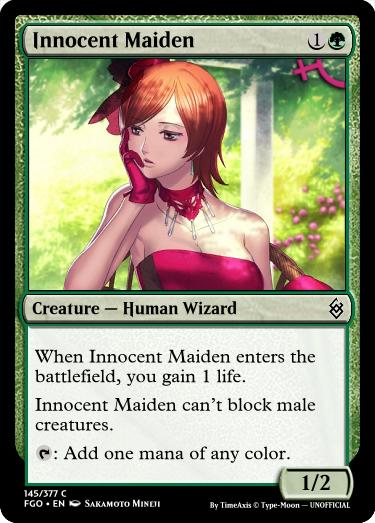 Innocent Maiden 1
Creature — Human Wizard
When Innocent Maiden enters the
battlefield, you gain 1 life.
Innocent Maiden can't block male
creatures.
: Add one mana of any color.
1/2
145/377 C
FGO • EN Sakamoto Mineji
By TimeAxis © Type-Moon — UNOFFICIAL